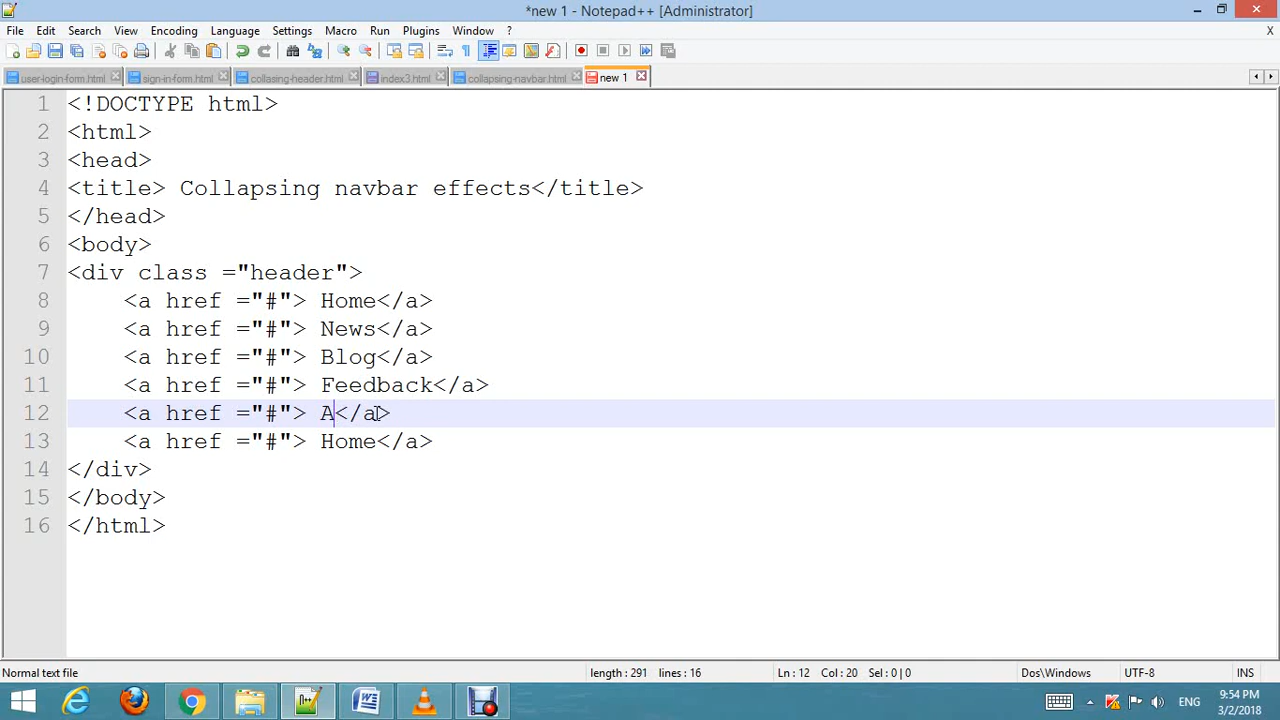 *new 1 - Notepad++ [Administrator]
File Edit Search View Encoding Language Settings Macro Run Plugins Window ? X
user-login-form.html sign-in-form.html collasing-header.html index3.html collapsing-navbar.html new 1
1 <!DOCTYPE html>
2 <html>
3 <head>
4 <title> Collapsing navbar effects</title>
5 </head>
6 <body>
7 <div class ="header">
8 <a href ="#"> Home</a>
9 <a href ="#"> News</a>
10 <a href ="#"> Blog</a>
11 <a href ="#"> Feedback</a>
12 <a href ="#"> A</a>
13 <a href ="#"> Home</a>
14 </div>
15 </body>
16 </html>
Normal text file length : 291 lines : 16 Ln : 12 Col : 20 Sel : 0 | 0 Dos\Windows UTF-8 INS
ENG 9:54 PM
3/2/2018